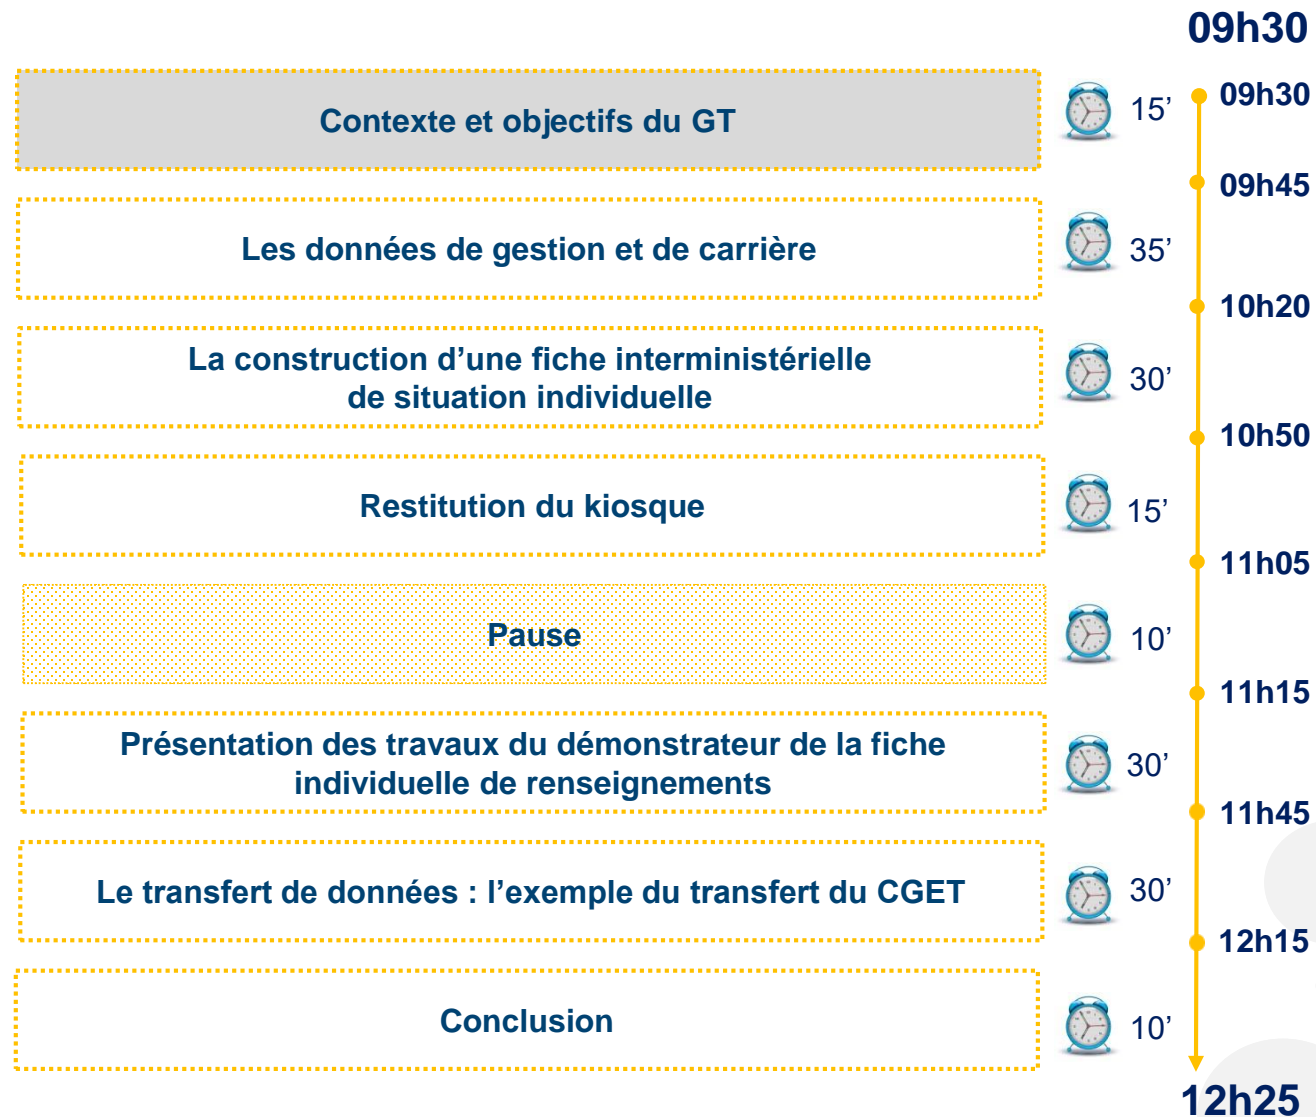 09h30
Contexte et objectifs du GT
15’
09h30
09h45
Les données de gestion et de carrière
35’
10h20
La construction d’une fiche interministérielle
de situation individuelle
30’
10h50
Restitution du kiosque
15’
11h05
Pause
10’
11h15
Présentation des travaux du démonstrateur de la fiche
individuelle de renseignements
30’
11h45
Le transfert de données : l’exemple du transfert du CGET
30’
12h15
Conclusion
10’
12h25